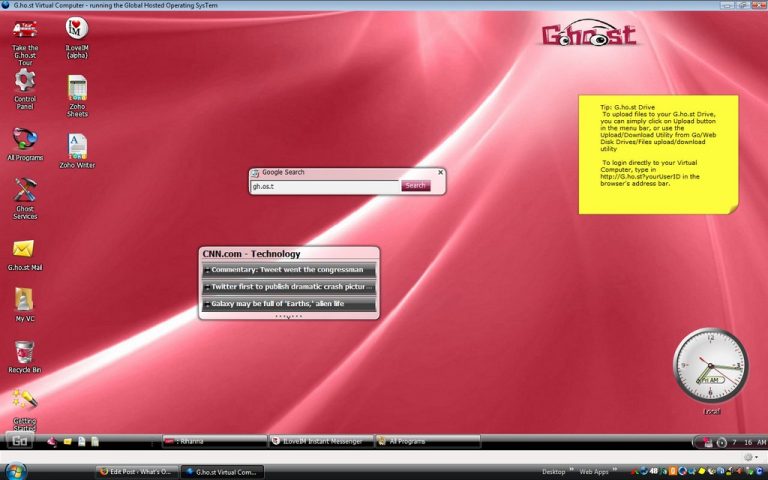 G.ho.st Virtual Computer - running the Global Hosted Operating SysTem
Take the
G.ho.st
Tour
ILoveIM
{alpha}
G.ho.st
Control
Panel
Zoho
Sheets
All Programs
Zoho Writer
Ghost
Services
G.ho.st Mail
My VC
Recycle Bin
Getting
Started
Google Search
gh.os.t
Search
CNN.com - Technology
Commentary: Tweet went the congressman
Twitter first to publish dramatic crash pictur...
Galaxy may be full of 'Earths,' alien life
Tip: G.ho.st Drive
To upload files to your G.ho.st Drive,
you can simply click on Upload button
in the menu bar, or use the
Upload/Download Utility from Go/Web
Disk Drives/Files upload/download
utility
To login directly to your Virtual
Computer, type in
http://G.ho.st?yourUserID in the
browser's address bar.
12
3
6
Fri AM
Local
Go
: Rihanna
ILoveIM Instant Messenger
All Programs
7 16 AM
Edit Post ‹ What's O...
G.ho.st Virtual Com...
Desktop
Web Apps
48